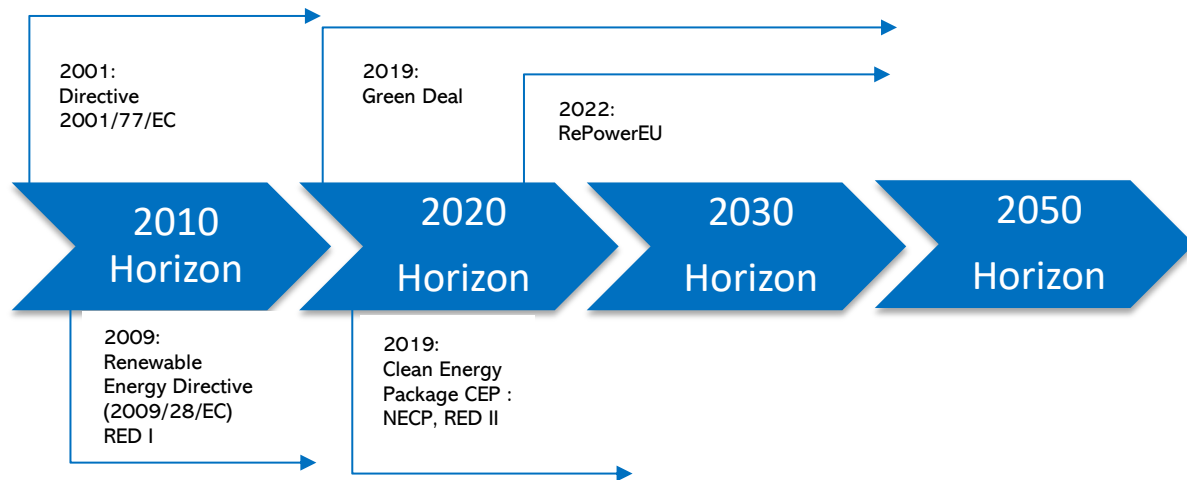 2001:
Directive
2001/77/EC
2019:
Green Deal
2022:
RePowerEU
2010
Horizon
2020
Horizon
2030
Horizon
2050
Horizon
2009:
Renewable
Energy Directive
(2009/28/EC)
RED I
2019:
Clean Energy
Package CEP :
NECP, RED II